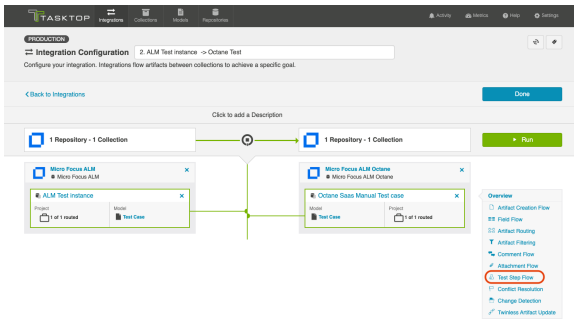 TASKTOP
Integrations
Collections
Models
Repositories
Activity
Metrics
Help
Settings
PRODUCTION
Integration Configuration
2. ALM Test instance -> Octane Test
Configure your integration. Integrations flow artifacts between collections to achieve a specific goal.
< Back to Integrations
Done
Click to add a Description
1 Repository - 1 Collection
1 Repository - 1 Collection
Run
Micro Focus ALM
Micro Focus ALM
Micro Focus ALM Octane
Micro Focus ALM Octane
ALM Test instance
Octane Saas Manual Test case
Project
Model
1 of 1 routed
Test Case
Model
Project
Test Case
1 of 1 routed
Overview
Artifact Creation Flow
Field Flow
Artifact Routing
Artifact Filtering
Comment Flow
Attachment Flow
Test Step Flow
Conflict Resolution
Change Detection
Twinless Artifact Update